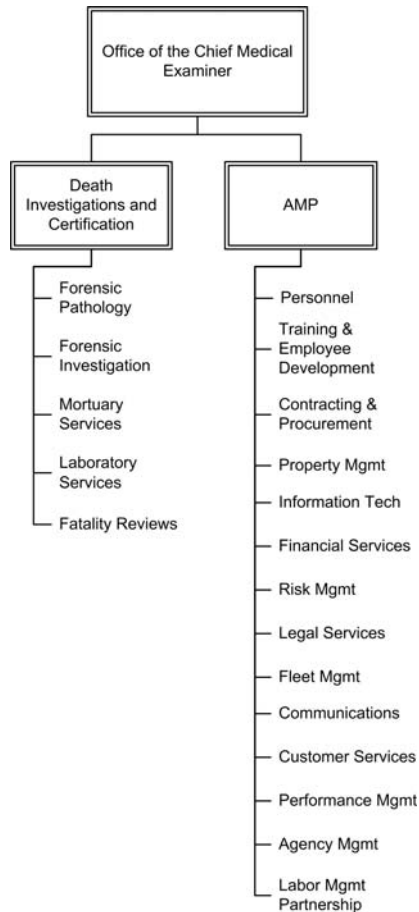 Office of the Chief Medical
Examiner
Death
Investigations and
Certification
AMP
Forensic
Pathology
Forensic
Investigation
Mortuary
Services
Laboratory
Services
Fatality Reviews
Personnel
Training &
Employee
Development
Contracting &
Procurement
Property Mgmt
Information Tech
Financial Services
Risk Mgmt
Legal Services
Fleet Mgmt
Communications
Customer Services
Performance Mgmt
Agency Mgmt
Labor Mgmt
Partnership